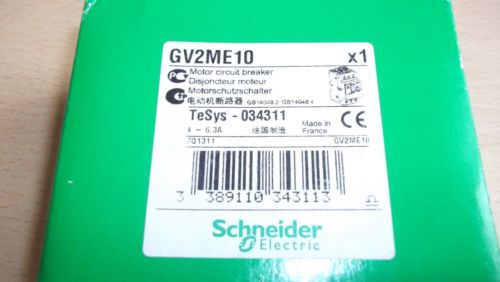 GV2ME10 x1
Motor circuit breaker
Disjoncteur moteur
Motorschutzschalter
电动机断路器 GB14048.2 GB14048.4
TeSys - 034311
4 - 6,3A 法国制造 Made in France CE
7Q1311 GV2ME10
3 389110 343113
Schneider
Electric